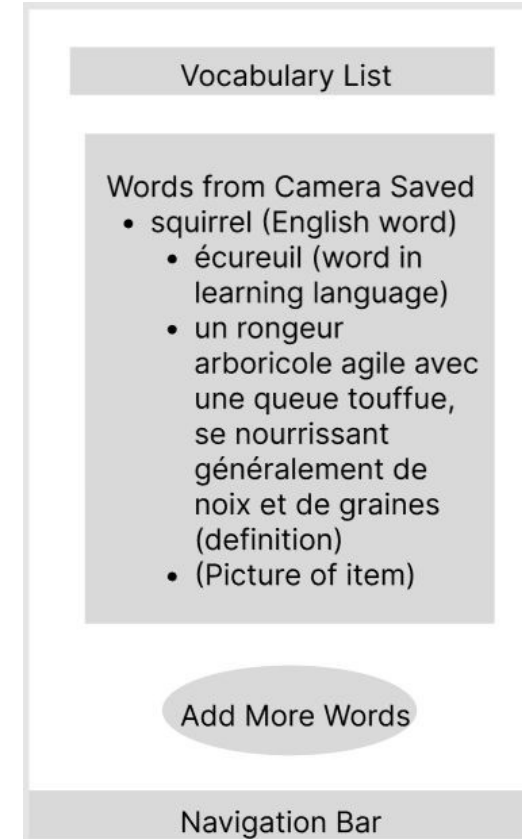 Vocabulary List
Words from Camera Saved
• squirrel (English word)
• écureuil (word in
learning language)
• un rongeur
arboricole agile avec
une queue touffue,
se nourrissant
généralement de
noix et de graines
(definition)
• (Picture of item)
Add More Words
Navigation Bar